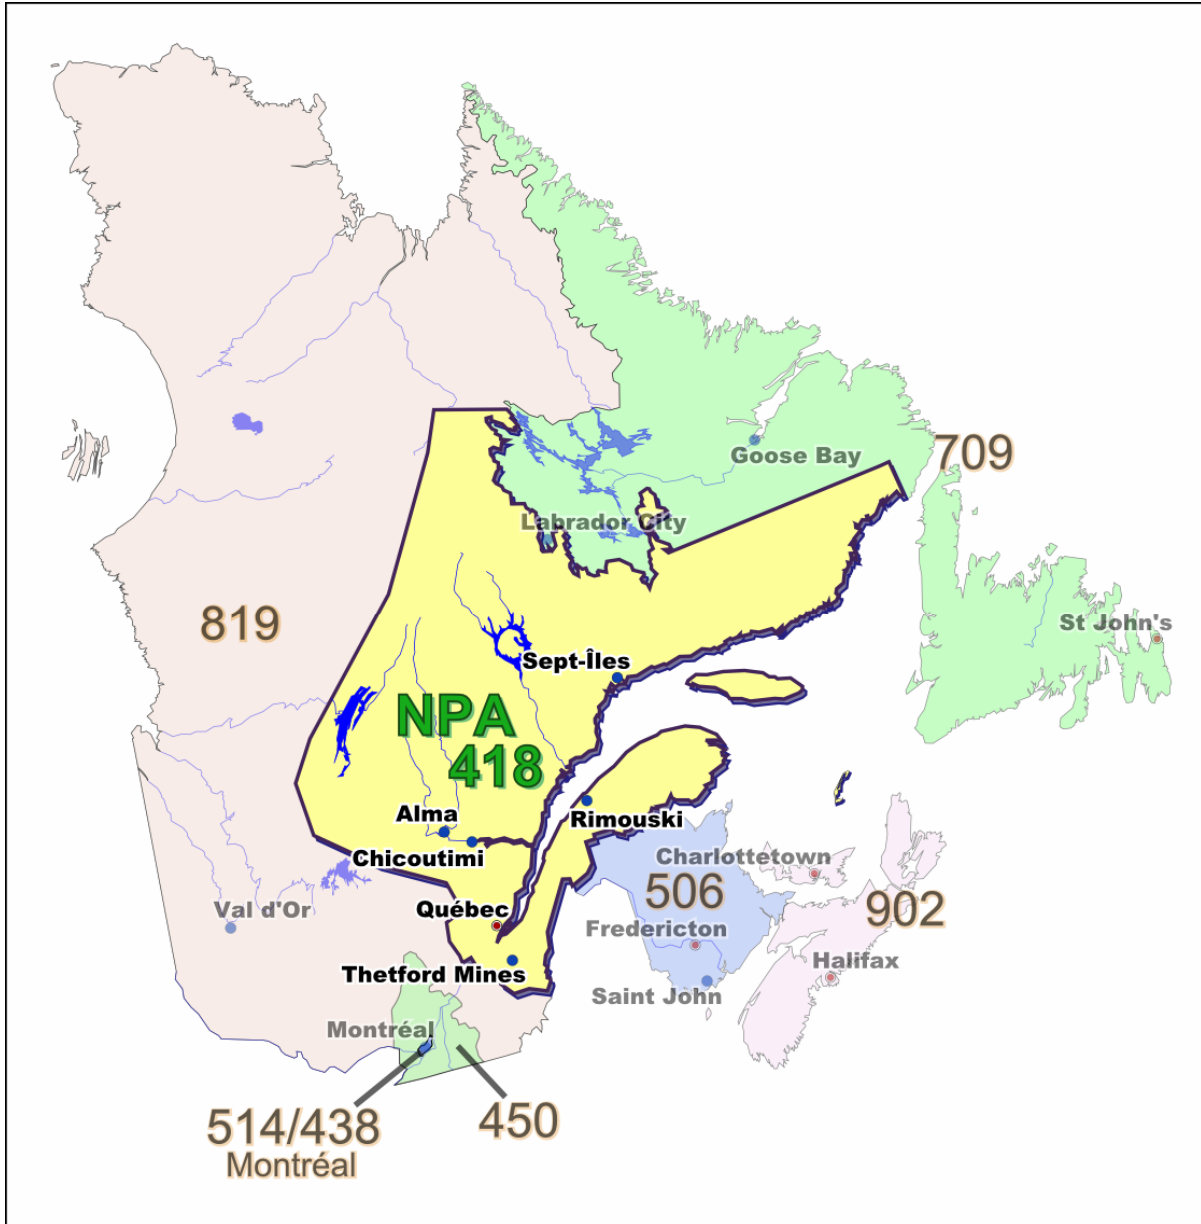 709
Goose Bay
Labrador City
819
St John's
Sept-Îles
NPA
418
Alma
Rimouski
Chicoutimi
Charlottetown
506
902
Val d'Or
Québec
Fredericton
Halifax
Thetford Mines
Saint John
Montréal
514/438
Montréal
450